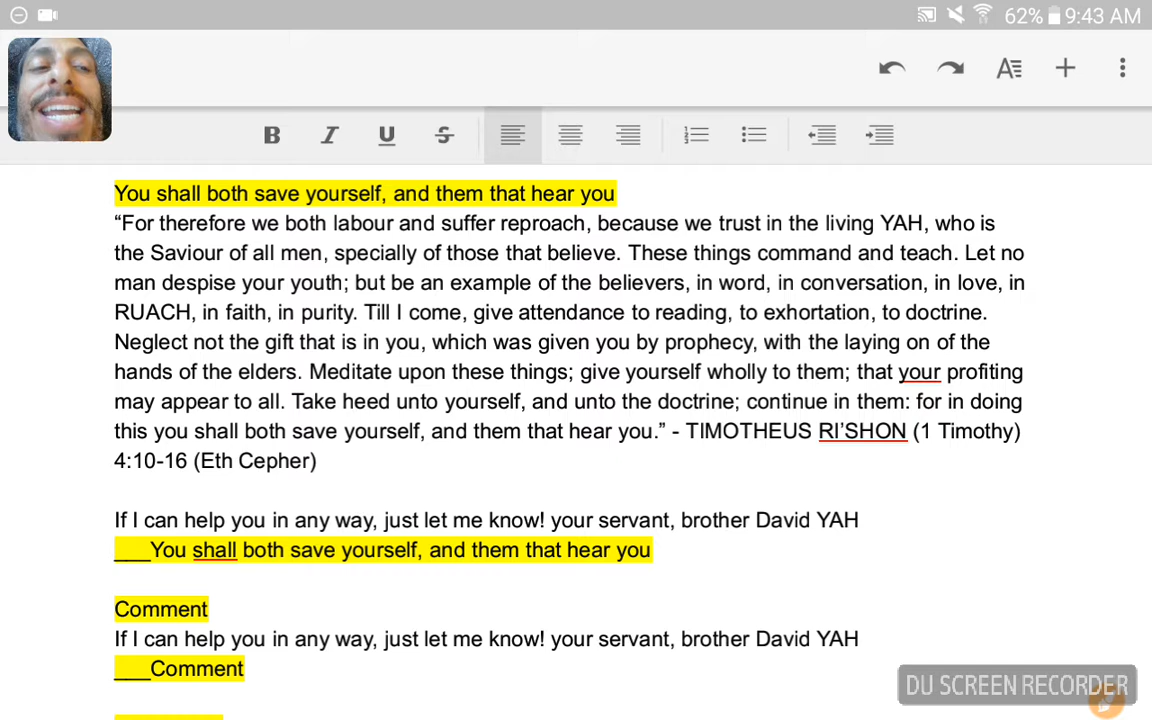 62% 9:43 AM
B I U S
You shall both save yourself, and them that hear you
“For therefore we both labour and suffer reproach, because we trust in the living YAH, who is
the Saviour of all men, specially of those that believe. These things command and teach. Let no
man despise your youth; but be an example of the believers, in word, in conversation, in love, in
RUACH, in faith, in purity. Till I come, give attendance to reading, to exhortation, to doctrine.
Neglect not the gift that is in you, which was given you by prophecy, with the laying on of the
hands of the elders. Meditate upon these things; give yourself wholly to them; that your profiting
may appear to all. Take heed unto yourself, and unto the doctrine; continue in them: for in doing
this you shall both save yourself, and them that hear you.” - TIMOTHEUS RI’SHON (1 Timothy)
4:10-16 (Eth Cepher)
If I can help you in any way, just let me know! your servant, brother David YAH
___You shall both save yourself, and them that hear you
Comment
If I can help you in any way, just let me know! your servant, brother David YAH
___Comment
DU SCREEN RECORDER